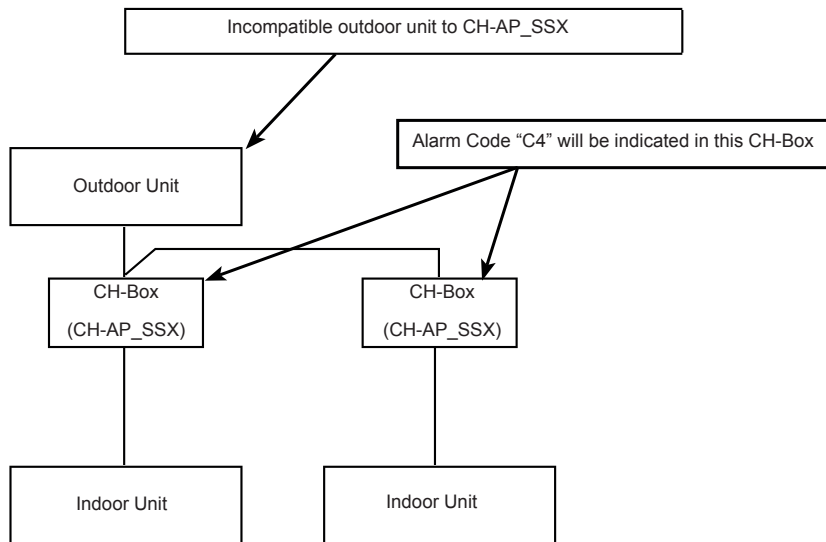 Incompatible outdoor unit to CH-AP_SSX
Alarm Code “C4” will be indicated in this CH-Box
Outdoor Unit
CH-Box
(CH-AP_SSX)
CH-Box
(CH-AP_SSX)
Indoor Unit
Indoor Unit